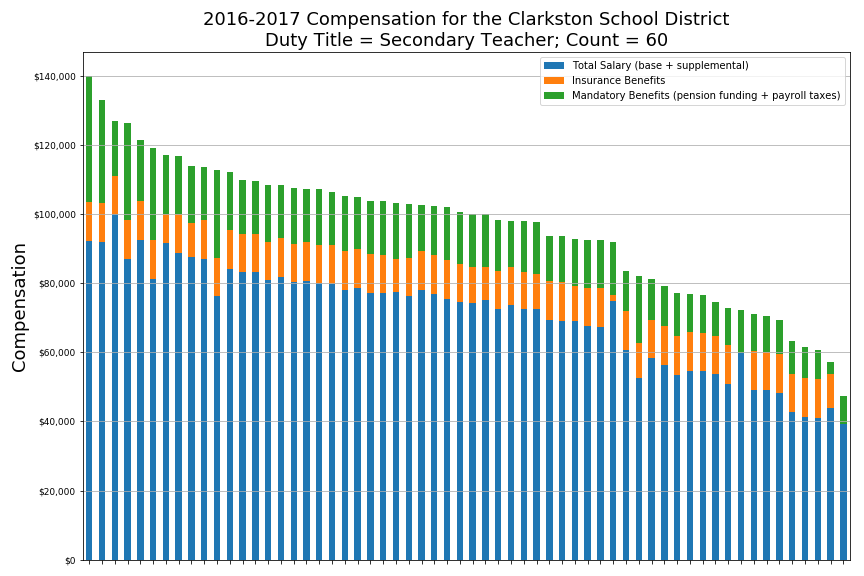 2016-2017 Compensation for the Clarkston School District
Duty Title = Secondary Teacher; Count = 60
Total Salary (base + supplemental)
Insurance Benefits
Mandatory Benefits (pension funding + payroll taxes)
Compensation
$140,000
$120,000
$100,000
$80,000
$60,000
$40,000
$20,000
$0